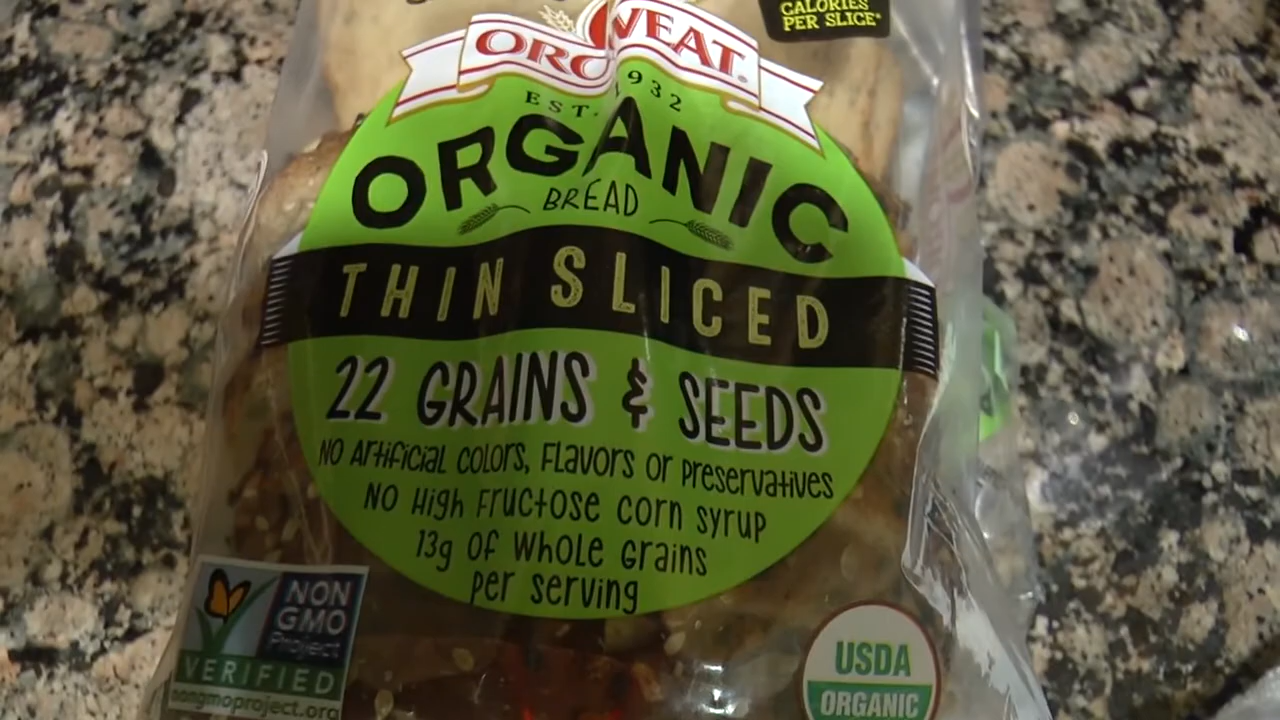 CALORIES
PER SLICE*
OROWEAT
EST. 1932
ORGANIC
BREAD
THIN SLICED
22 GRAINS & SEEDS
NO Artificial colors, Flavors or preservatives
NO High Fructose corn syrup
13g OF Whole Grains
per serving
NON
GMO
Project
VERIFIED
nongmoproject.org
USDA
ORGANIC